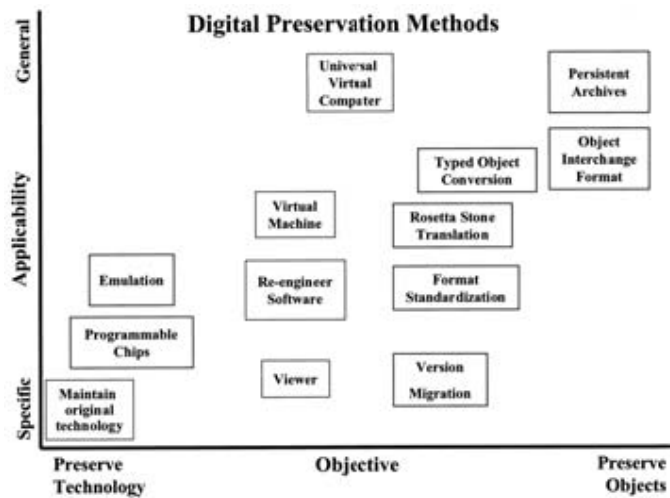 Digital Preservation Methods
General
Applicability
Specific
Universal
Virtual
Computer
Persistent
Archives
Typed Object
Conversion
Object
Interchange
Format
Virtual
Machine
Rosetta Stone
Translation
Emulation
Re-engineer
Software
Format
Standardization
Programmable
Chips
Viewer
Version
Migration
Maintain
original
technology
Preserve
Technology
Objective
Preserve
Objects